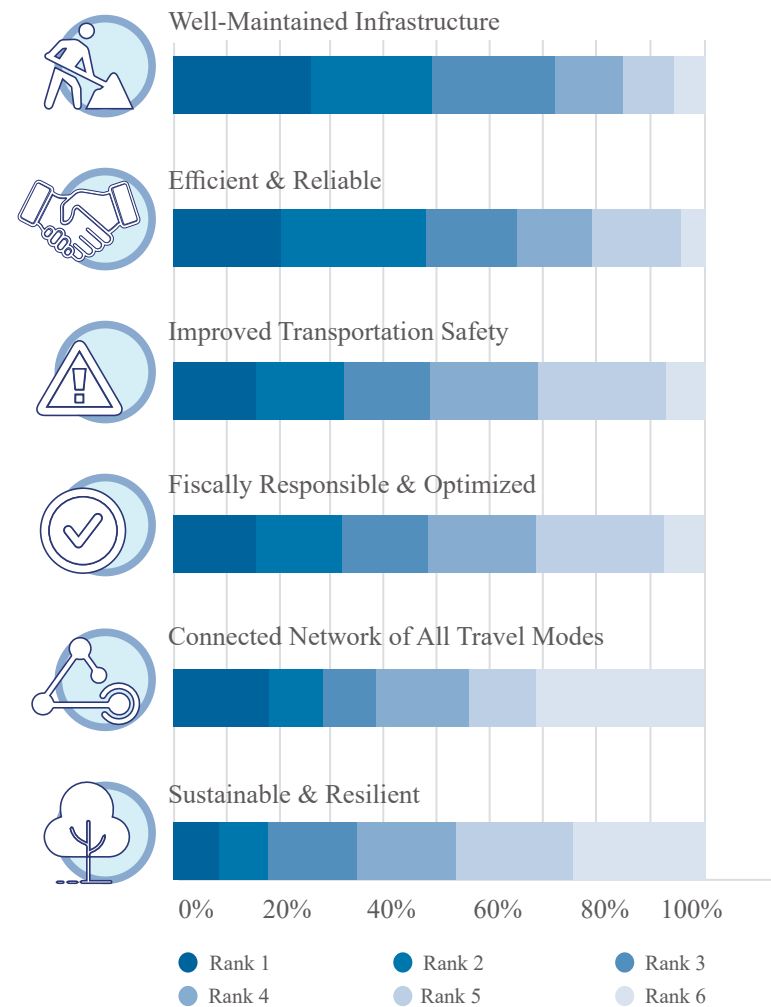 Well-Maintained Infrastructure
Efficient & Reliable
Improved Transportation Safety
Fiscally Responsible & Optimized
Connected Network of All Travel Modes
Sustainable & Resilient
0% 20% 40% 60% 80% 100%
Rank 1 Rank 2 Rank 3
Rank 4 Rank 5 Rank 6